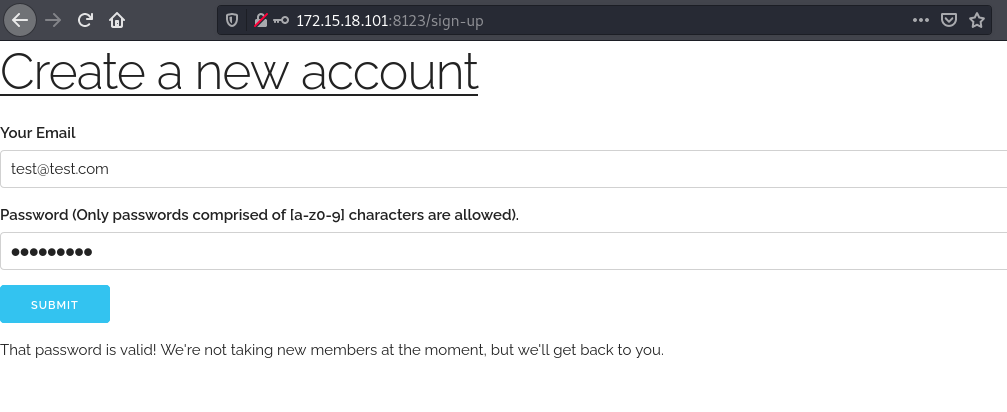 172.15.18.101:8123/sign-up
Create a new account
Your Email
test@test.com
Password (Only passwords comprised of [a-z0-9] characters are allowed).
●●●●●●●●●
SUBMIT
That password is valid! We're not taking new members at the moment, but we'll get back to you.